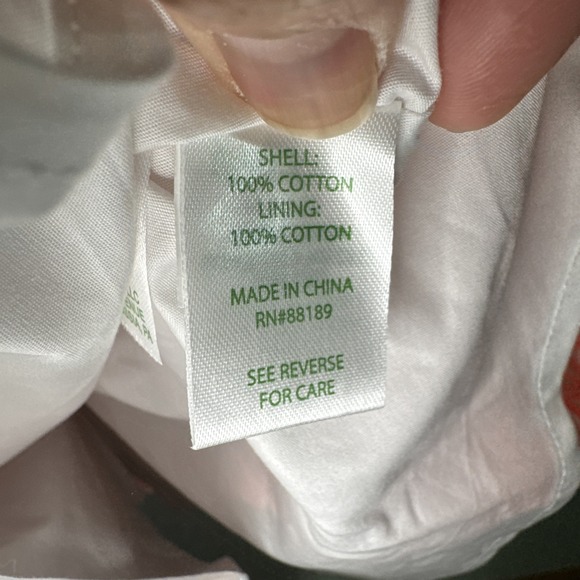 SHELL:
100% COTTON
LINING:
100% COTTON
MADE IN CHINA
RN#88189
SEE REVERSE
FOR CARE